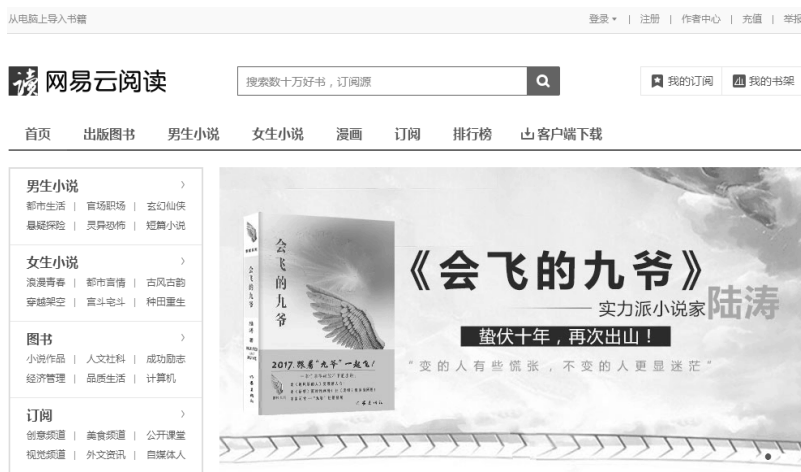 从电脑上导入书籍
登录 | 注册 | 作者中心 | 充值 | 举报
读 网易云阅读
搜索数十万好书，订阅源
我的订阅
我的书架
首页 出版图书 男生小说 女生小说 漫画 订阅 排行榜 客户端下载
男生小说 >
都市生活 | 官场职场 | 玄幻仙侠
悬疑探险 | 灵异恐怖 | 短篇小说
女生小说 >
浪漫青春 | 都市言情 | 古风古韵
穿越架空 | 宫斗宅斗 | 种田重生
图书 >
小说作品 | 人文社科 | 成功励志
经济管理 | 品质生活 | 计算机
订阅 >
创意频道 | 美食频道 | 公开课堂
视觉频道 | 外文资讯 | 自媒体人
会飞的九爷
会飞的九爷
2017,跟着“九爷”一起飞!
《会飞的九爷》
——实力派小说家陆涛
蛰伏十年，再次出山！
“变的人有些慌张，不变的人更显迷茫”